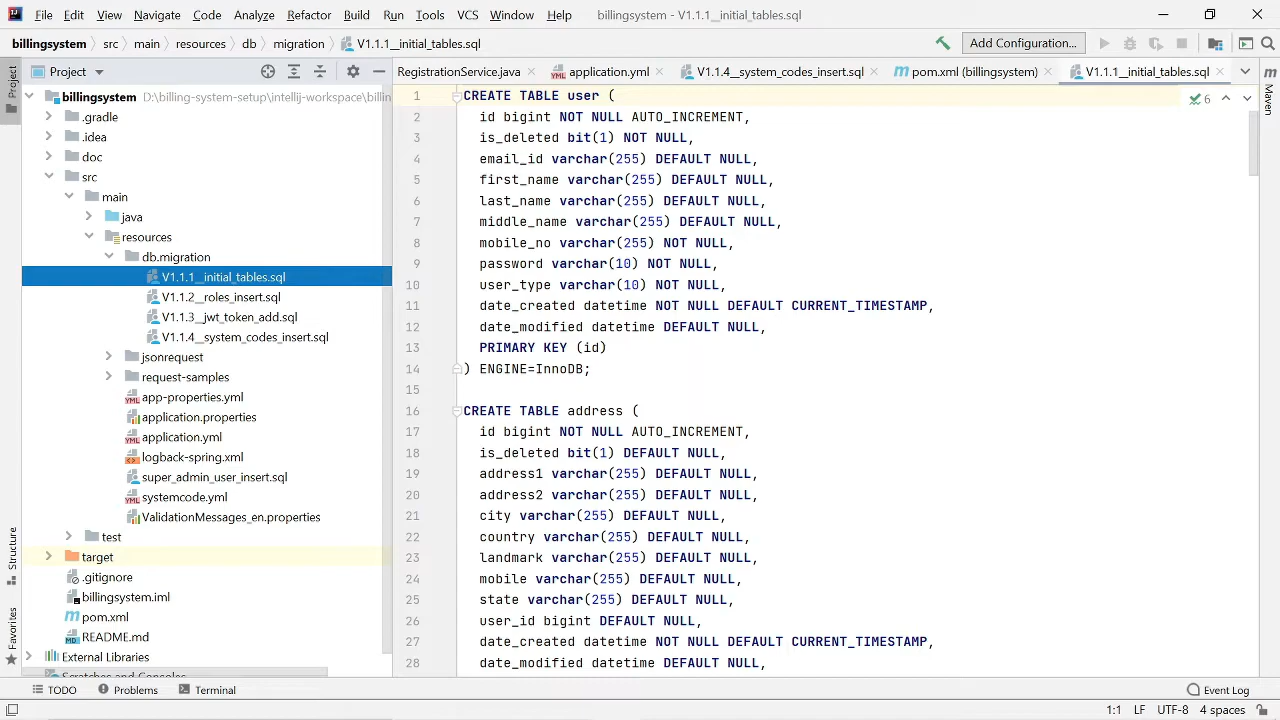 File Edit View Navigate Code Analyze Refactor Build Run Tools VCS Window Help billingsystem - V1.1.1__initial_tables.sql
billingsystem src main resources db migration V1.1.1__initial_tables.sql Add Configuration...
Project
Project
billingsystem D:\billing-system-setup\intellij-workspace\billin
.gradle
.idea
doc
src
main
java
resources
db.migration
V1.1.1__initial_tables.sql
V1.1.2__roles_insert.sql
V1.1.3__jwt_token_add.sql
V1.1.4__system_codes_insert.sql
jsonrequest
request-samples
app-properties.yml
application.properties
application.yml
logback-spring.xml
super_admin_user_insert.sql
systemcode.yml
ValidationMessages_en.properties
test
target
.gitignore
billingsystem.iml
pom.xml
README.md
External Libraries
Scratches and Consoles
Structure
Favorites
RegistrationService.java application.yml V1.1.4__system_codes_insert.sql pom.xml (billingsystem) V1.1.1__initial_tables.sql
Maven
6
1 CREATE TABLE user (
2 id bigint NOT NULL AUTO_INCREMENT,
3 is_deleted bit(1) NOT NULL,
4 email_id varchar(255) DEFAULT NULL,
5 first_name varchar(255) DEFAULT NULL,
6 last_name varchar(255) DEFAULT NULL,
7 middle_name varchar(255) DEFAULT NULL,
8 mobile_no varchar(255) NOT NULL,
9 password varchar(10) NOT NULL,
10 user_type varchar(10) NOT NULL,
11 date_created datetime NOT NULL DEFAULT CURRENT_TIMESTAMP,
12 date_modified datetime DEFAULT NULL,
13 PRIMARY KEY (id)
14 ) ENGINE=InnoDB;
15
16 CREATE TABLE address (
17 id bigint NOT NULL AUTO_INCREMENT,
18 is_deleted bit(1) DEFAULT NULL,
19 address1 varchar(255) DEFAULT NULL,
20 address2 varchar(255) DEFAULT NULL,
21 city varchar(255) DEFAULT NULL,
22 country varchar(255) DEFAULT NULL,
23 landmark varchar(255) DEFAULT NULL,
24 mobile varchar(255) DEFAULT NULL,
25 state varchar(255) DEFAULT NULL,
26 user_id bigint DEFAULT NULL,
27 date_created datetime NOT NULL DEFAULT CURRENT_TIMESTAMP,
28 date_modified datetime DEFAULT NULL,
TODO Problems Terminal Event Log
1:1 LF UTF-8 4 spaces